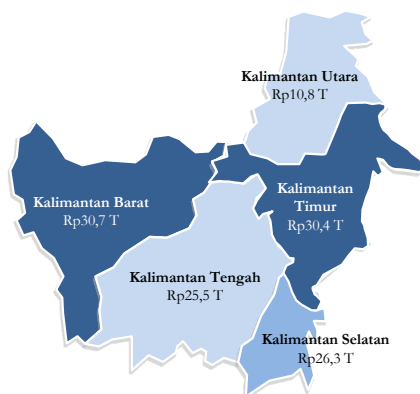 Kalimantan Utara
Rp10,8 T
Kalimantan Barat
Rp30,7 T
Kalimantan
Timur
Rp30,4 T
Kalimantan Tengah
Rp25,5 T
Kalimantan Selatan
Rp26,3 T